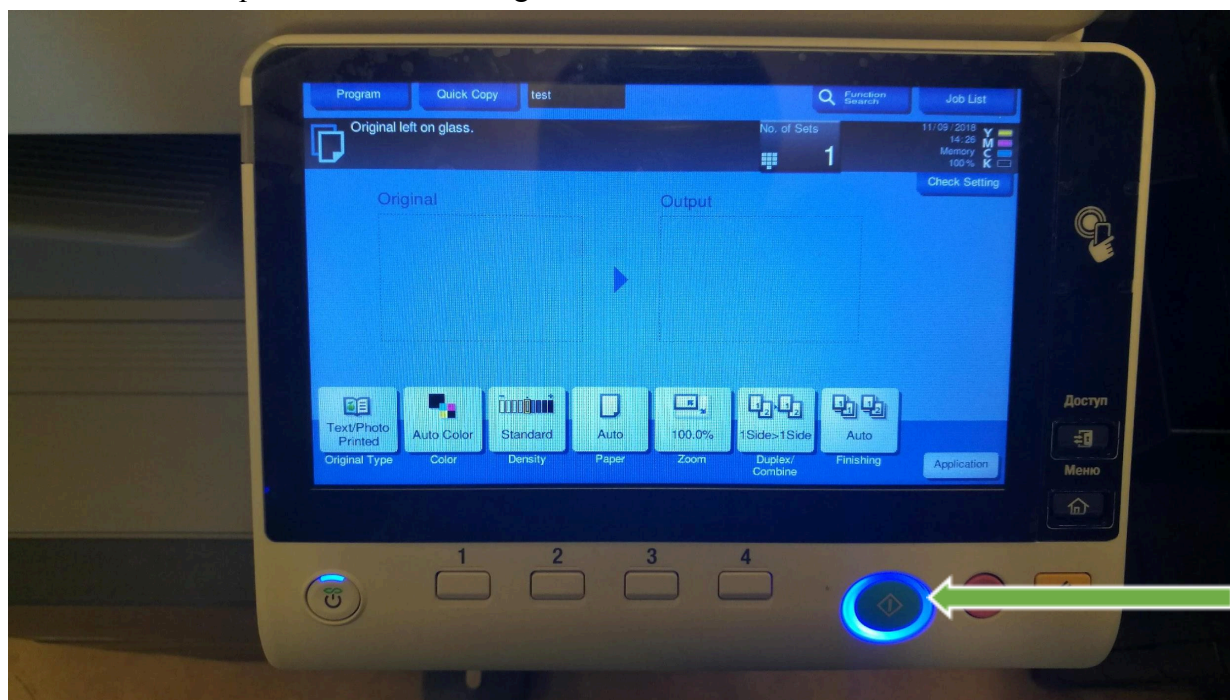 Program Quick Copy test Function Search Job List
Original left on glass.
No. of Sets
1
11/09/2018
14:26
Memory
100%
Y
M
C
K
Check Setting
Original Output
Text/Photo
Printed
Original Type
Auto Color
Color
Standard
Density
Auto
Paper
100.0%
Zoom
1Side>1Side
Duplex/
Combine
Auto
Finishing
Application
Доступ
Меню
1 2 3 4